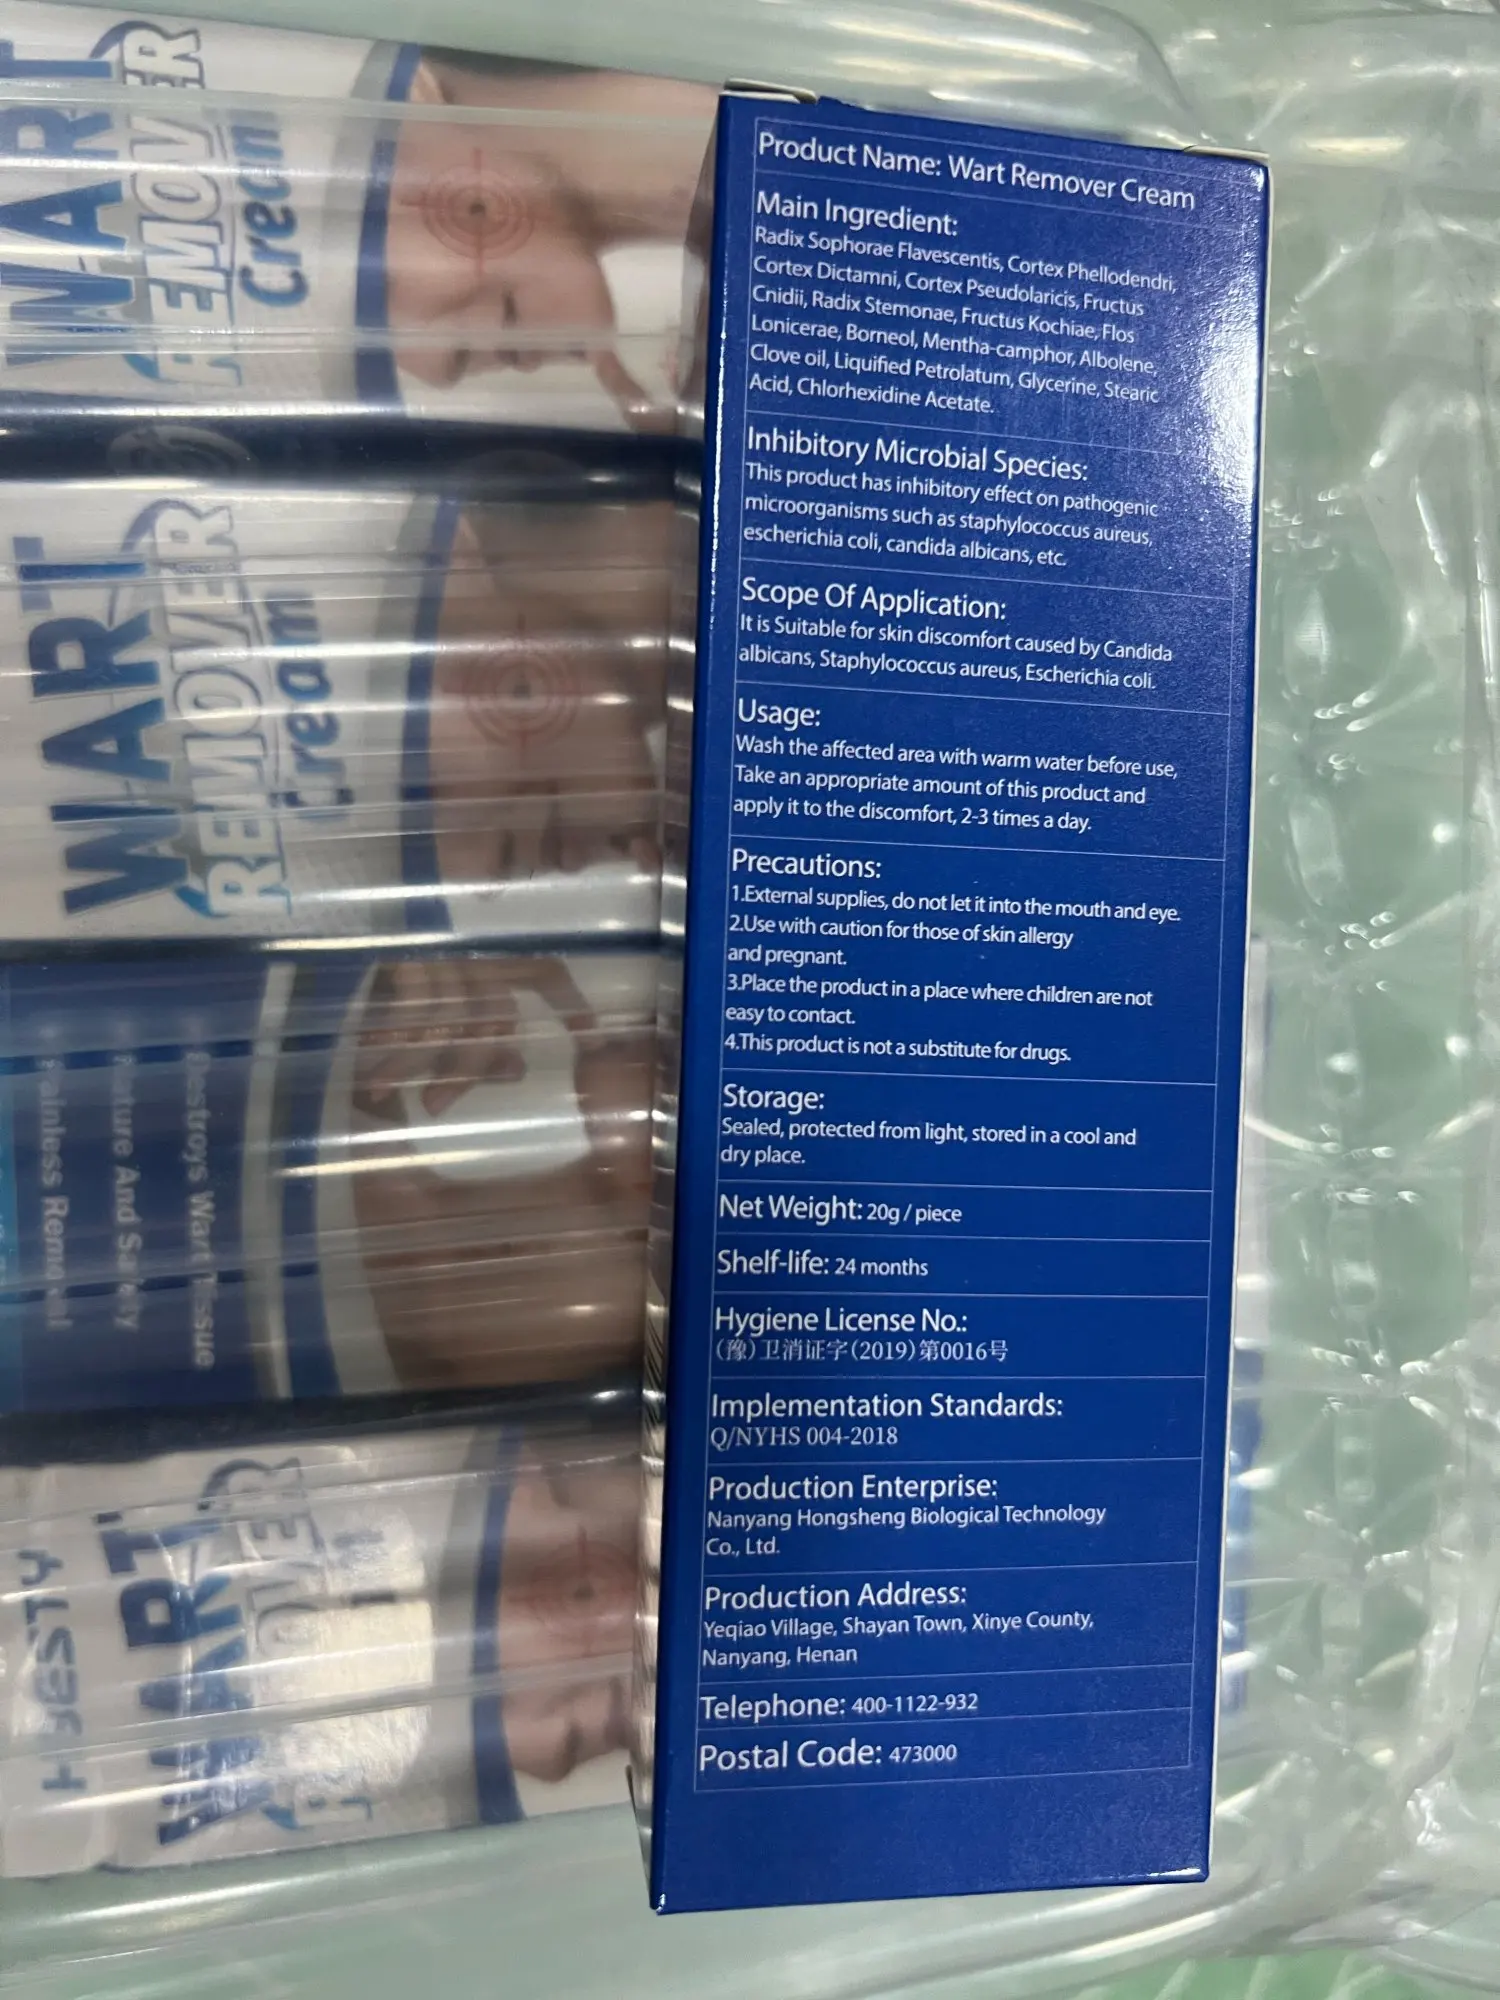 Product Name: Wart Remover Cream
Main Ingredient:
Radix Sophorae Flavescentis, Cortex Phellodendri,
Cortex Dictamni, Cortex Pseudolaricis, Fructus
Cnidii, Radix Stemonae, Fructus Kochiae, Flos
Lonicerae, Borneol, Mentha-camphor, Albolene,
Clove oil, Liquified Petrolatum, Glycerine, Stearic
Acid, Chlorhexidine Acetate.
Inhibitory Microbial Species:
This product has inhibitory effect on pathogenic
microorganisms such as staphylococcus aureus,
escherichia coli, candida albicans, etc.
Scope Of Application:
It is Suitable for skin discomfort caused by Candida
albicans, Staphylococcus aureus, Escherichia coli.
Usage:
Wash the affected area with warm water before use,
Take an appropriate amount of this product and
apply it to the discomfort, 2-3 times a day.
Precautions:
1.External supplies, do not let it into the mouth and eye.
2.Use with caution for those of skin allergy
and pregnant.
3.Place the product in a place where children are not
easy to contact.
4.This product is not a substitute for drugs.
Storage:
Sealed, protected from light, stored in a cool and
dry place.
Net Weight: 20g / piece
Shelf-life: 24 months
Hygiene License No.:
(豫)卫消证字(2019)第0016号
Implementation Standards:
Q/NYHS 004-2018
Production Enterprise:
Nanyang Hongsheng Biological Technology
Co., Ltd.
Production Address:
Yeqiao Village, Shayan Town, Xinye County,
Nanyang, Henan
Telephone: 400-1122-932
Postal Code: 473000
WART
REMOVER
Cream
WART
REMOVER
Cream
Destroys Wart Tissue
And
Painless Removal
WART